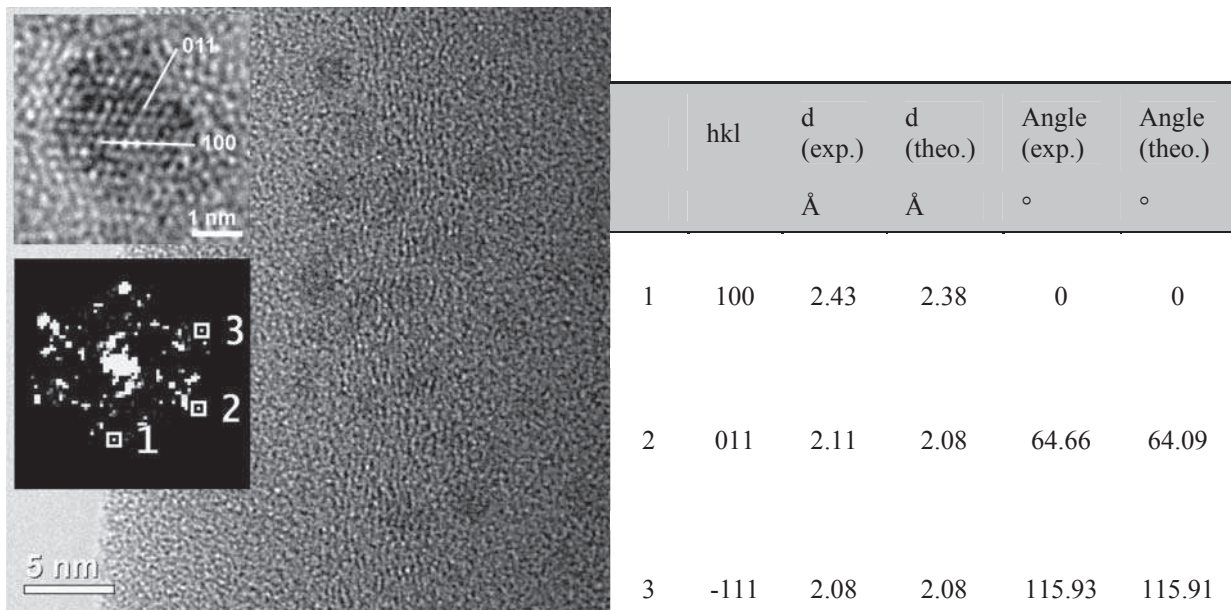 011
100
1 nm
3
2
1
5 nm
hkl d (exp.) d (theo.) Angle (exp.) Angle (theo.)
Å Å ° °
1 100 2.43 2.38 0 0
2 011 2.11 2.08 64.66 64.09
3 -111 2.08 2.08 115.93 115.91